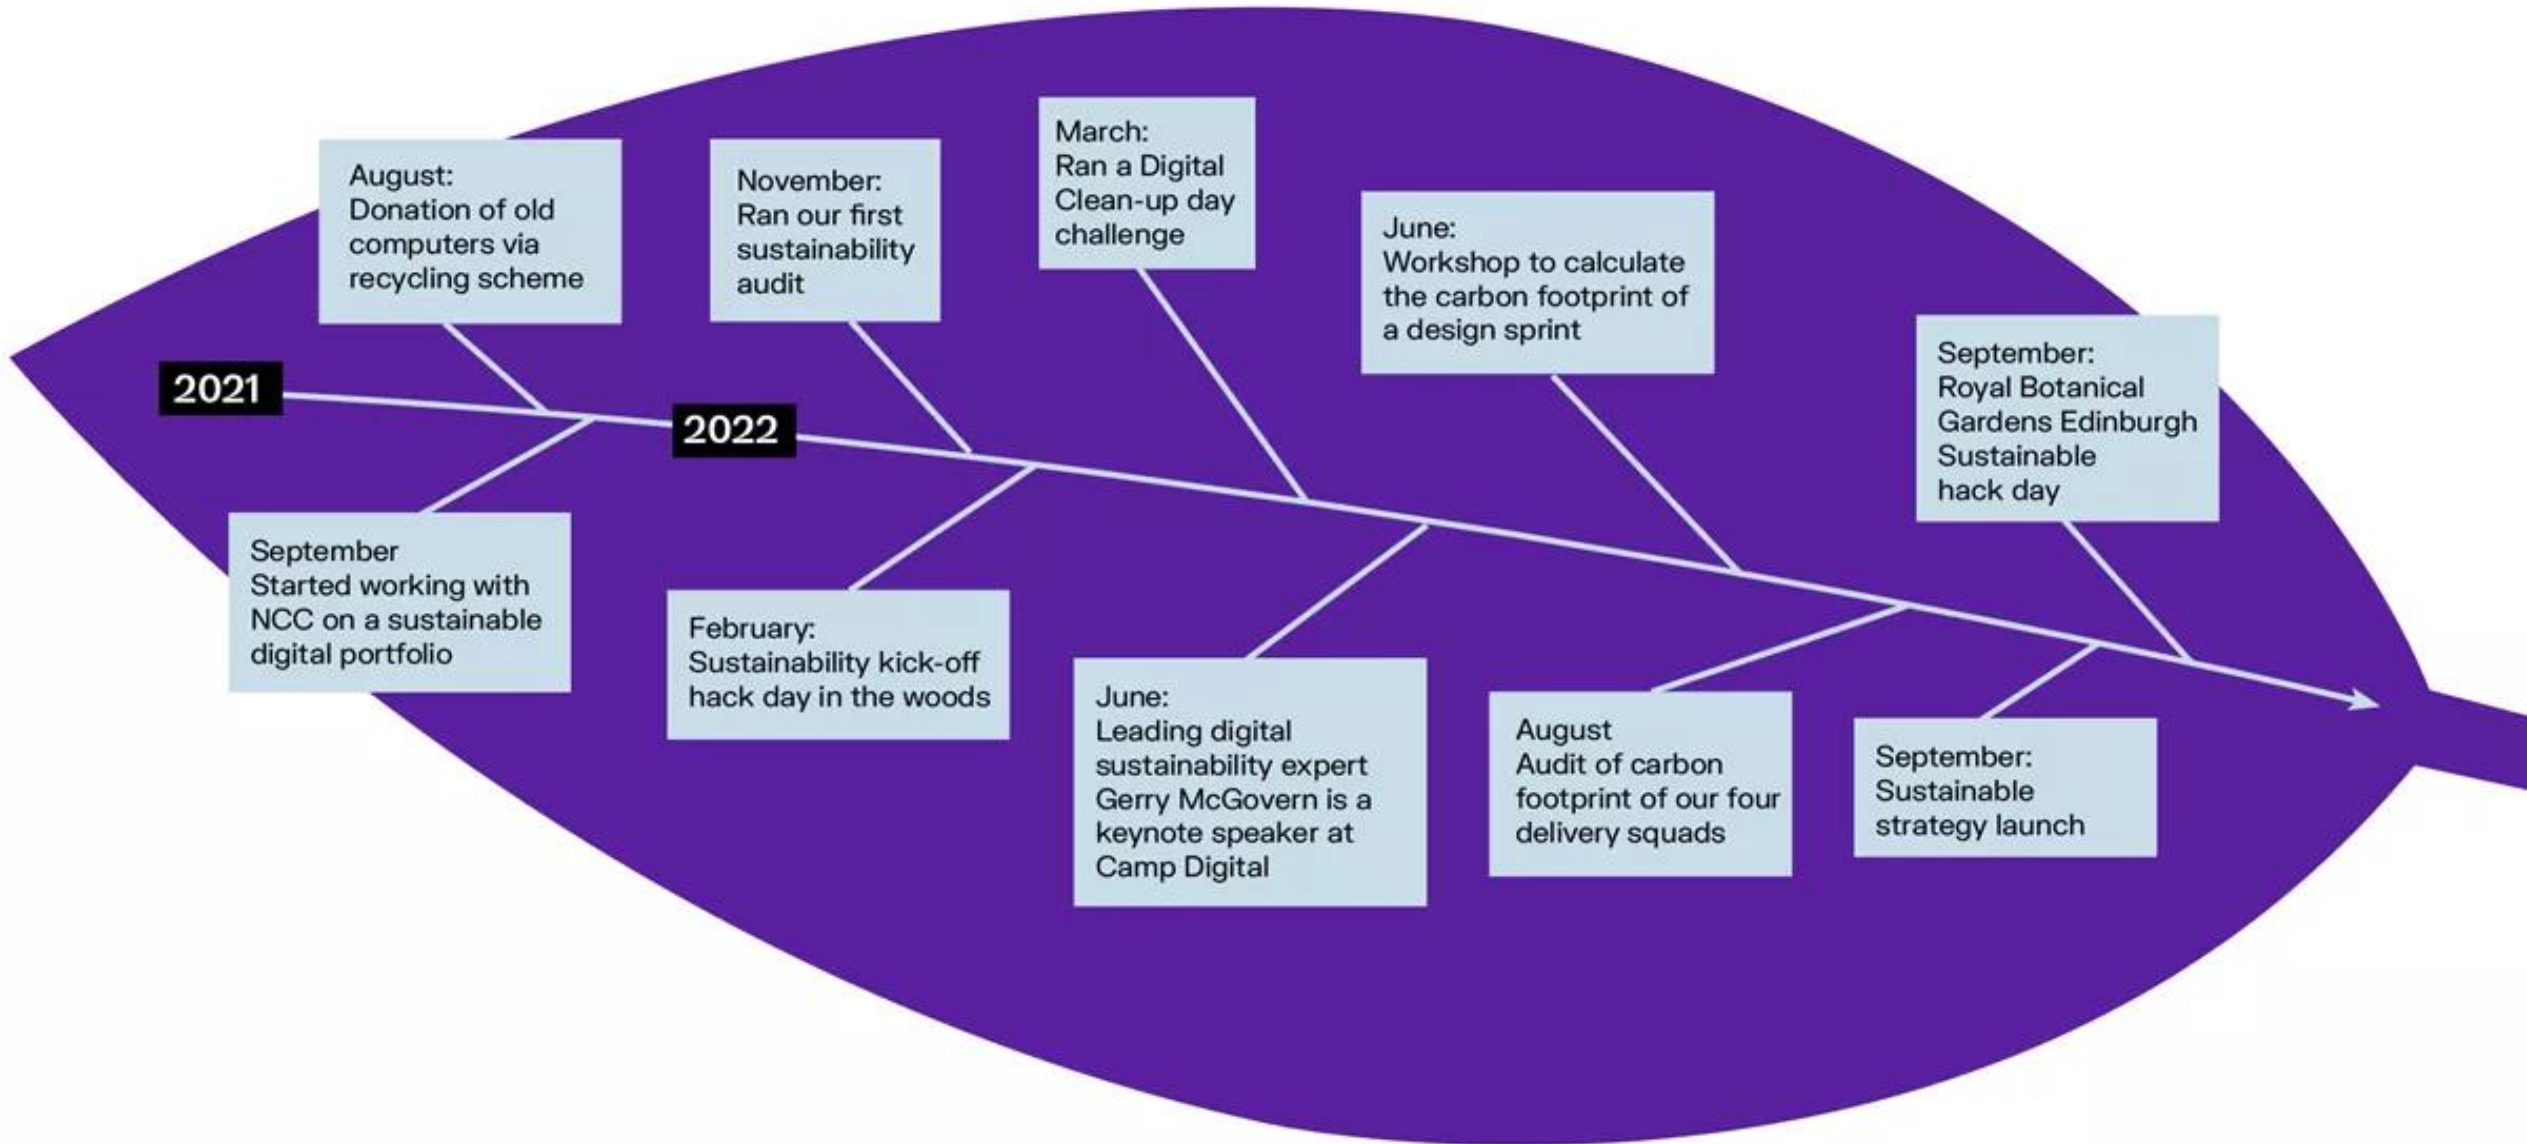 2021
August:
Donation of old
computers via
recycling scheme
September
Started working with
NCC on a sustainable
digital portfolio
2022
November:
Ran our first
sustainability
audit
February:
Sustainability kick-off
hack day in the woods
March:
Ran a Digital
Clean-up day
challenge
June:
Leading digital
sustainability expert
Gerry McGovern is a
keynote speaker at
Camp Digital
June:
Workshop to calculate
the carbon footprint of
a design sprint
August
Audit of carbon
footprint of our four
delivery squads
September:
Sustainable
strategy launch
September:
Royal Botanical
Gardens Edinburgh
Sustainable
hack day